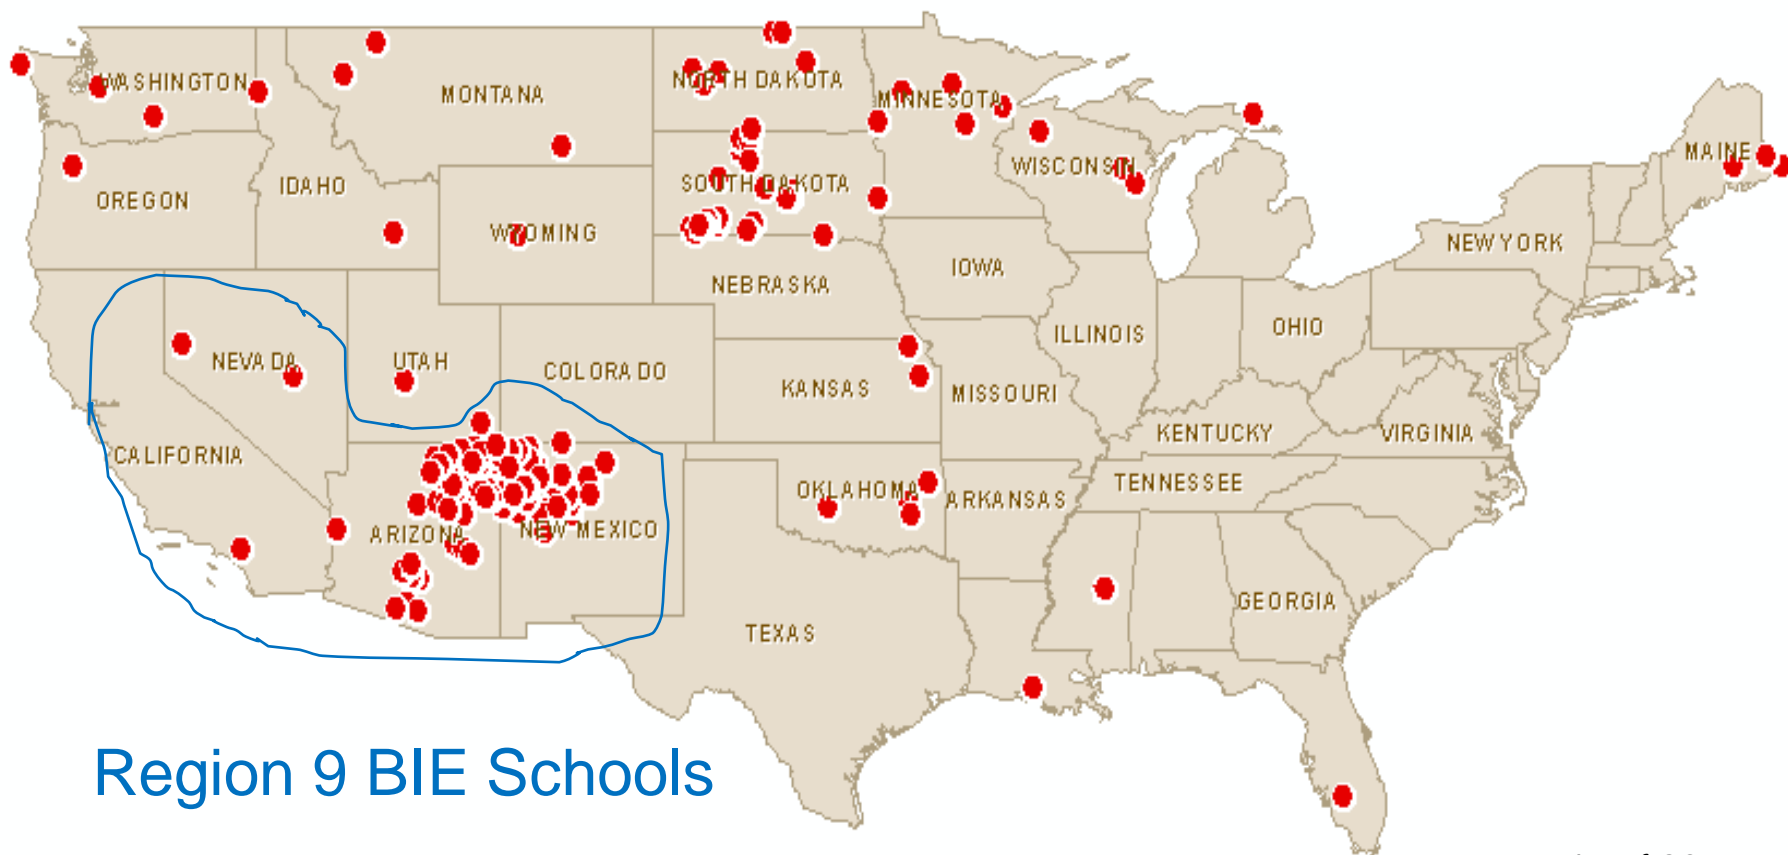 WASHINGTON
MONTANA
NORTH DAKOTA
MINNESOTA
OREGON
IDAHO
WYOMING
SOUTH DAKOTA
WISCONSIN
MAINE
NEW YORK
NEBRASKA
IOWA
NEVADA
UTAH
COLORADO
KANSAS
MISSOURI
ILLINOIS
OHIO
CALIFORNIA
KENTUCKY
VIRGINIA
ARIZONA
NEW MEXICO
OKLAHOMA
ARKANSAS
TENNESSEE
TEXAS
GEORGIA
Region 9 BIE Schools